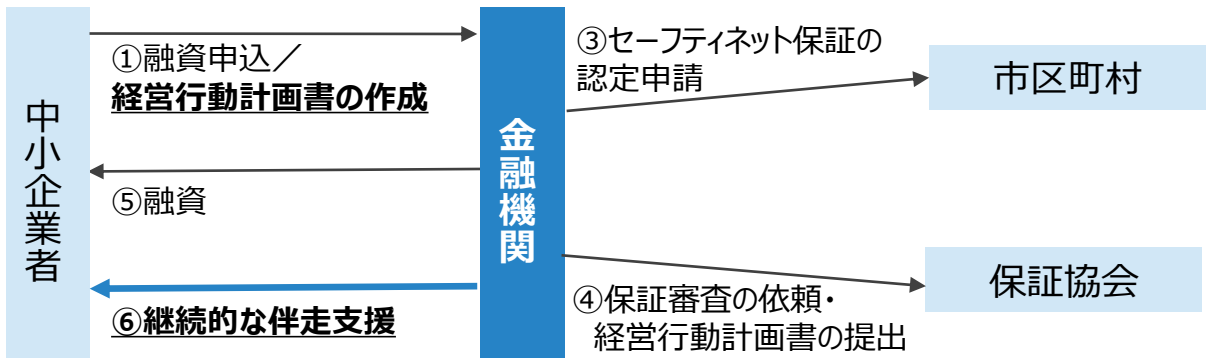 中小企業者
①融資申込／
経営行動計画書の作成
⑤融資
⑥継続的な伴走支援
金融機関
③セーフティネット保証の
認定申請
市区町村
④保証審査の依頼・
経営行動計画書の提出
保証協会